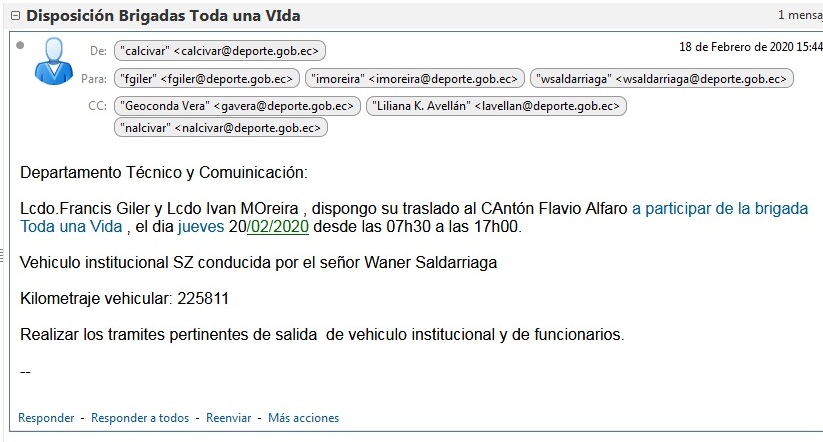 Disposición Brigadas Toda una VIda 1 mensaj
De: "calcivar" <calcivar@deporte.gob.ec> 18 de Febrero de 2020 15:44
Para: "fgiler" <fgiler@deporte.gob.ec> "imoreira" <imoreira@deporte.gob.ec> "wsaldarriaga" <wsaldarriaga@deporte.gob.ec>
CC: "Geoconda Vera" <gavera@deporte.gob.ec> "Liliana K. Avellán" <lavellan@deporte.gob.ec>
"nalcivar" <nalcivar@deporte.gob.ec>
Departamento Técnico y Comuinicación:
Lcdo.Francis Giler y Lcdo Ivan MOreira , dispongo su traslado al CAntón Flavio Alfaro a participar de la brigada
Toda una Vida , el dia jueves 20/02/2020 desde las 07h30 a las 17h00.
Vehiculo institucional SZ conducida por el señor Waner Saldarriaga
Kilometraje vehicular: 225811
Realizar los tramites pertinentes de salida  de vehiculo institucional y de funcionarios.
--
Responder - Responder a todos - Reenviar - Más acciones